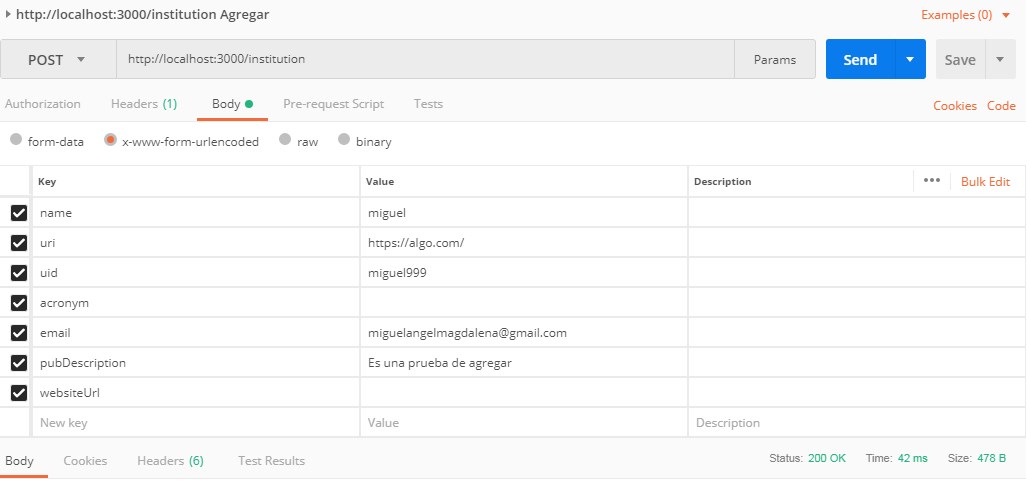 http://localhost:3000/institution Agregar Examples (0)
POST http://localhost:3000/institution Params Send Save
Authorization Headers (1) Body Pre-request Script Tests Cookies Code
form-data x-www-form-urlencoded raw binary
Key Value Description ••• Bulk Edit
name miguel
uri https://algo.com/
uid miguel999
acronym
email miguelangelmagdalena@gmail.com
pubDescription Es una prueba de agregar
websiteUrl
New key Value Description
Body Cookies Headers (6) Test Results Status: 200 OK Time: 42 ms Size: 478 B